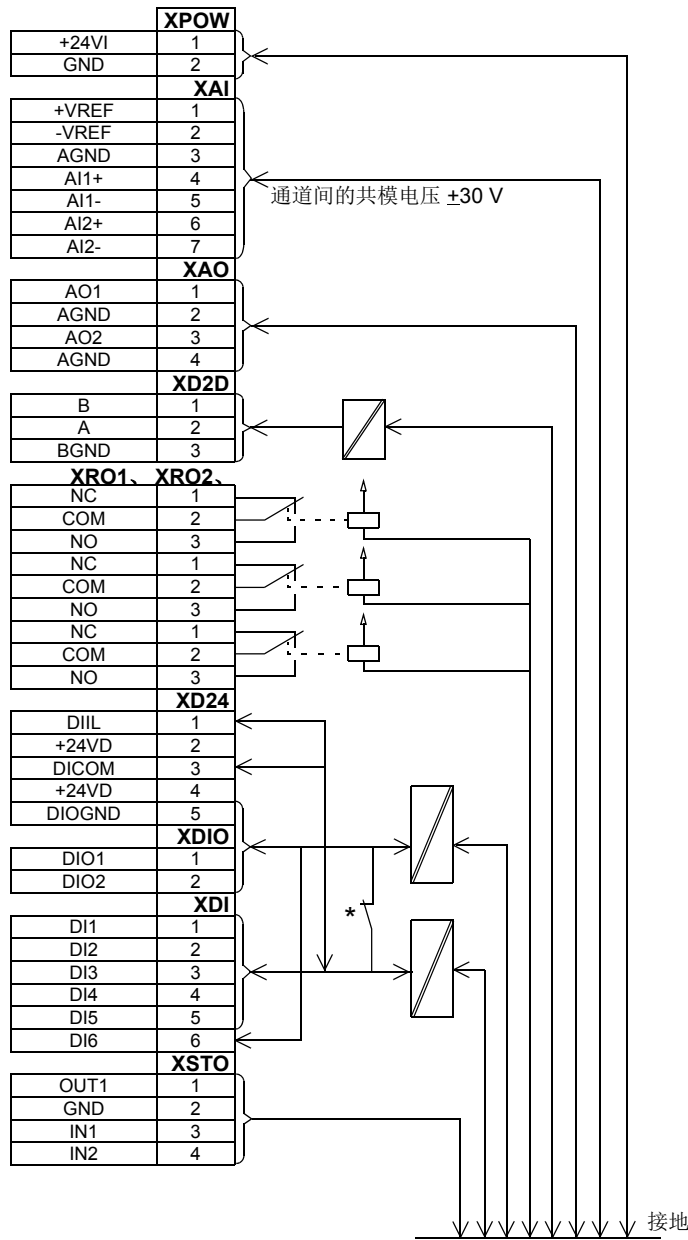 XPOW
+24VI 1
GND 2
XAI
+VREF 1
-VREF 2
AGND 3
AI1+ 4
通道间的共模电压 ±30 V
AI1- 5
AI2+ 6
AI2- 7
XAO
AO1 1
AGND 2
AO2 3
AGND 4
XD2D
B 1
A 2
BGND 3
XRO1、 XRO2、
NC 1
COM 2
NO 3
NC 1
COM 2
NO 3
NC 1
COM 2
NO 3
XD24
DIIL 1
+24VD 2
DICOM 3
+24VD 4
DIOGND 5
XDIO
DIO1 1
DIO2 2
XDI
*
DI1 1
DI2 2
DI3 3
DI4 4
DI5 5
DI6 6
XSTO
OUT1 1
GND 2
IN1 3
IN2 4
接地